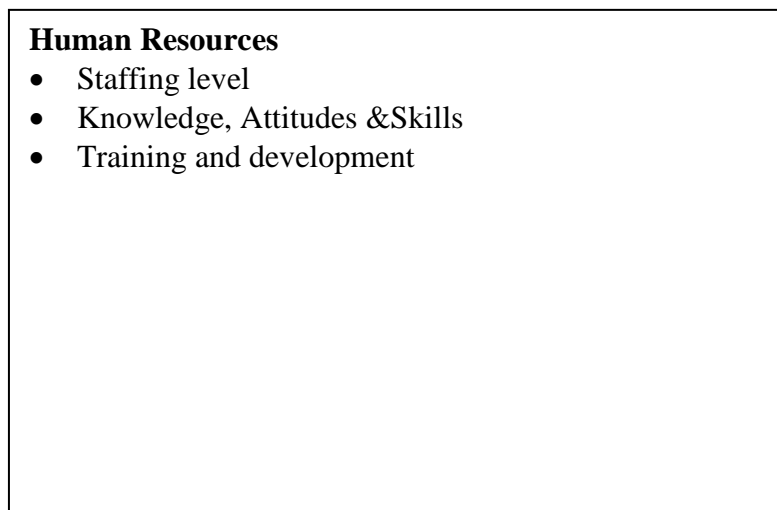 Human Resources
• Staffing level
• Knowledge, Attitudes &Skills
• Training and development